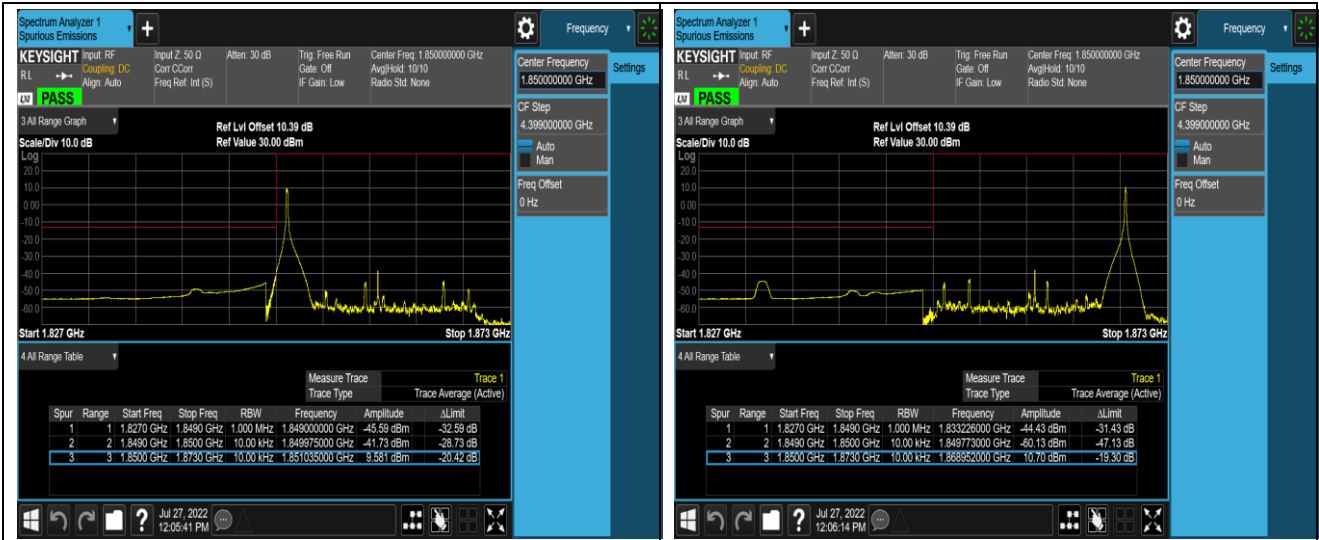 Spectrum Analyzer 1
Spurious Emissions
+
Frequency
KEYSIGHT
Input: RF
Coupling: DC
Align: Auto
Input Z: 50 Ω
Corr CCorr
Freq Ref: Int (S)
Atten: 30 dB
Trig: Free Run
Gate: Off
IF Gain: Low
Center Freq: 1.850000000 GHz
Avg|Hold: 10/10
Radio Std: None
RL
LXI
PASS
Center Frequency
1.850000000 GHz
Settings
CF Step
4.399000000 GHz
Auto
Man
Freq Offset
0 Hz
3 All Range Graph
Ref Lvl Offset 10.39 dB
Scale/Div 10.0 dB
Ref Value 30.00 dBm
Log
20.0
10.0
0.00
-10.0
-20.0
-30.0
-40.0
-50.0
-60.0
Start 1.827 GHz
Stop 1.873 GHz
4 All Range Table
Measure Trace Trace 1
Trace Type Trace Average (Active)
Spur Range Start Freq Stop Freq RBW Frequency Amplitude ΔLimit
1 1 1.8270 GHz 1.8490 GHz 1.000 MHz 1.849000000 GHz -45.59 dBm -32.59 dB
2 2 1.8490 GHz 1.8500 GHz 10.00 kHz 1.849975000 GHz -41.73 dBm -28.73 dB
3 3 1.8500 GHz 1.8730 GHz 10.00 kHz 1.851035000 GHz 9.581 dBm -20.42 dB
?
Jul 27, 2022
12:05:41 PM
Spectrum Analyzer 1
Spurious Emissions
+
Frequency
KEYSIGHT
Input: RF
Coupling: DC
Align: Auto
Input Z: 50 Ω
Corr CCorr
Freq Ref: Int (S)
Atten: 30 dB
Trig: Free Run
Gate: Off
IF Gain: Low
Center Freq: 1.850000000 GHz
Avg|Hold: 10/10
Radio Std: None
RL
LXI
PASS
Center Frequency
1.850000000 GHz
Settings
CF Step
4.399000000 GHz
Auto
Man
Freq Offset
0 Hz
3 All Range Graph
Ref Lvl Offset 10.39 dB
Scale/Div 10.0 dB
Ref Value 30.00 dBm
Log
20.0
10.0
0.00
-10.0
-20.0
-30.0
-40.0
-50.0
-60.0
Start 1.827 GHz
Stop 1.873 GHz
4 All Range Table
Measure Trace Trace 1
Trace Type Trace Average (Active)
Spur Range Start Freq Stop Freq RBW Frequency Amplitude ΔLimit
1 1 1.8270 GHz 1.8490 GHz 1.000 MHz 1.833226000 GHz -44.43 dBm -31.43 dB
2 2 1.8490 GHz 1.8500 GHz 10.00 kHz 1.849773000 GHz -60.13 dBm -47.13 dB
3 3 1.8500 GHz 1.8730 GHz 10.00 kHz 1.868952000 GHz 10.70 dBm -19.30 dB
?
Jul 27, 2022
12:06:14 PM